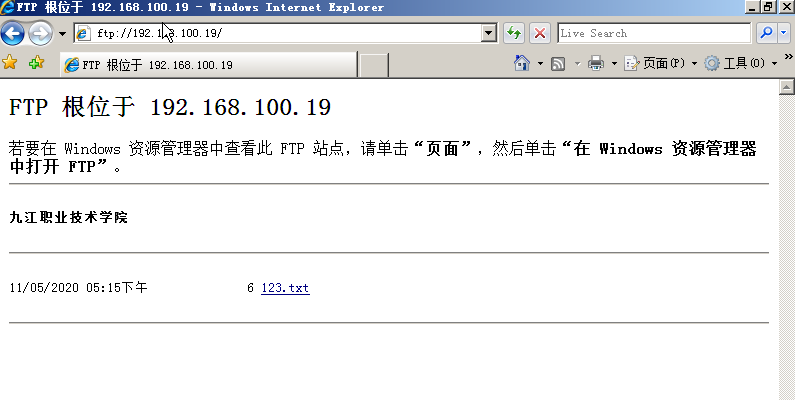 FTP 根位于 192.168.100.19 - Windows Internet Explorer
ftp://192.168.100.19/
Live Search
FTP 根位于 192.168.100.19
页面(P)
工具(O)
FTP 根位于 192.168.100.19
若要在 Windows 资源管理器中查看此 FTP 站点，请单击“页面”，然后单击“在 Windows 资源管理器
中打开 FTP”。
九江职业技术学院
11/05/2020 05:15下午 6 123.txt